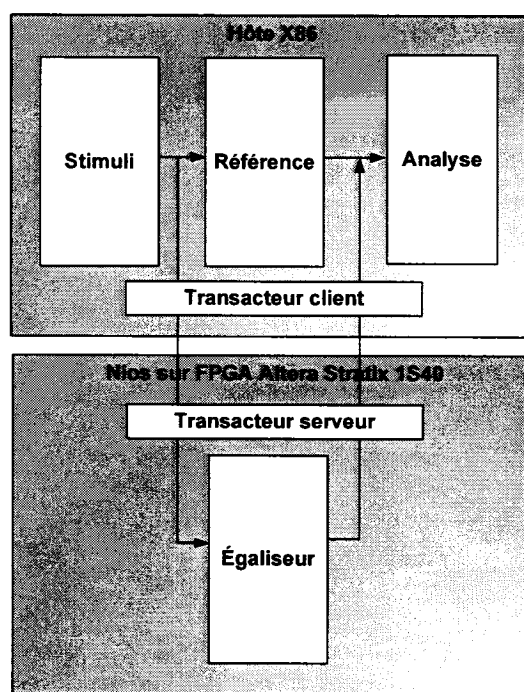 Hôte X86
Stimuli
Référence
Analyse
Transacteur client
Nios sur FPGA Altera Stratix 1S40
Transacteur serveur
Égaliseur